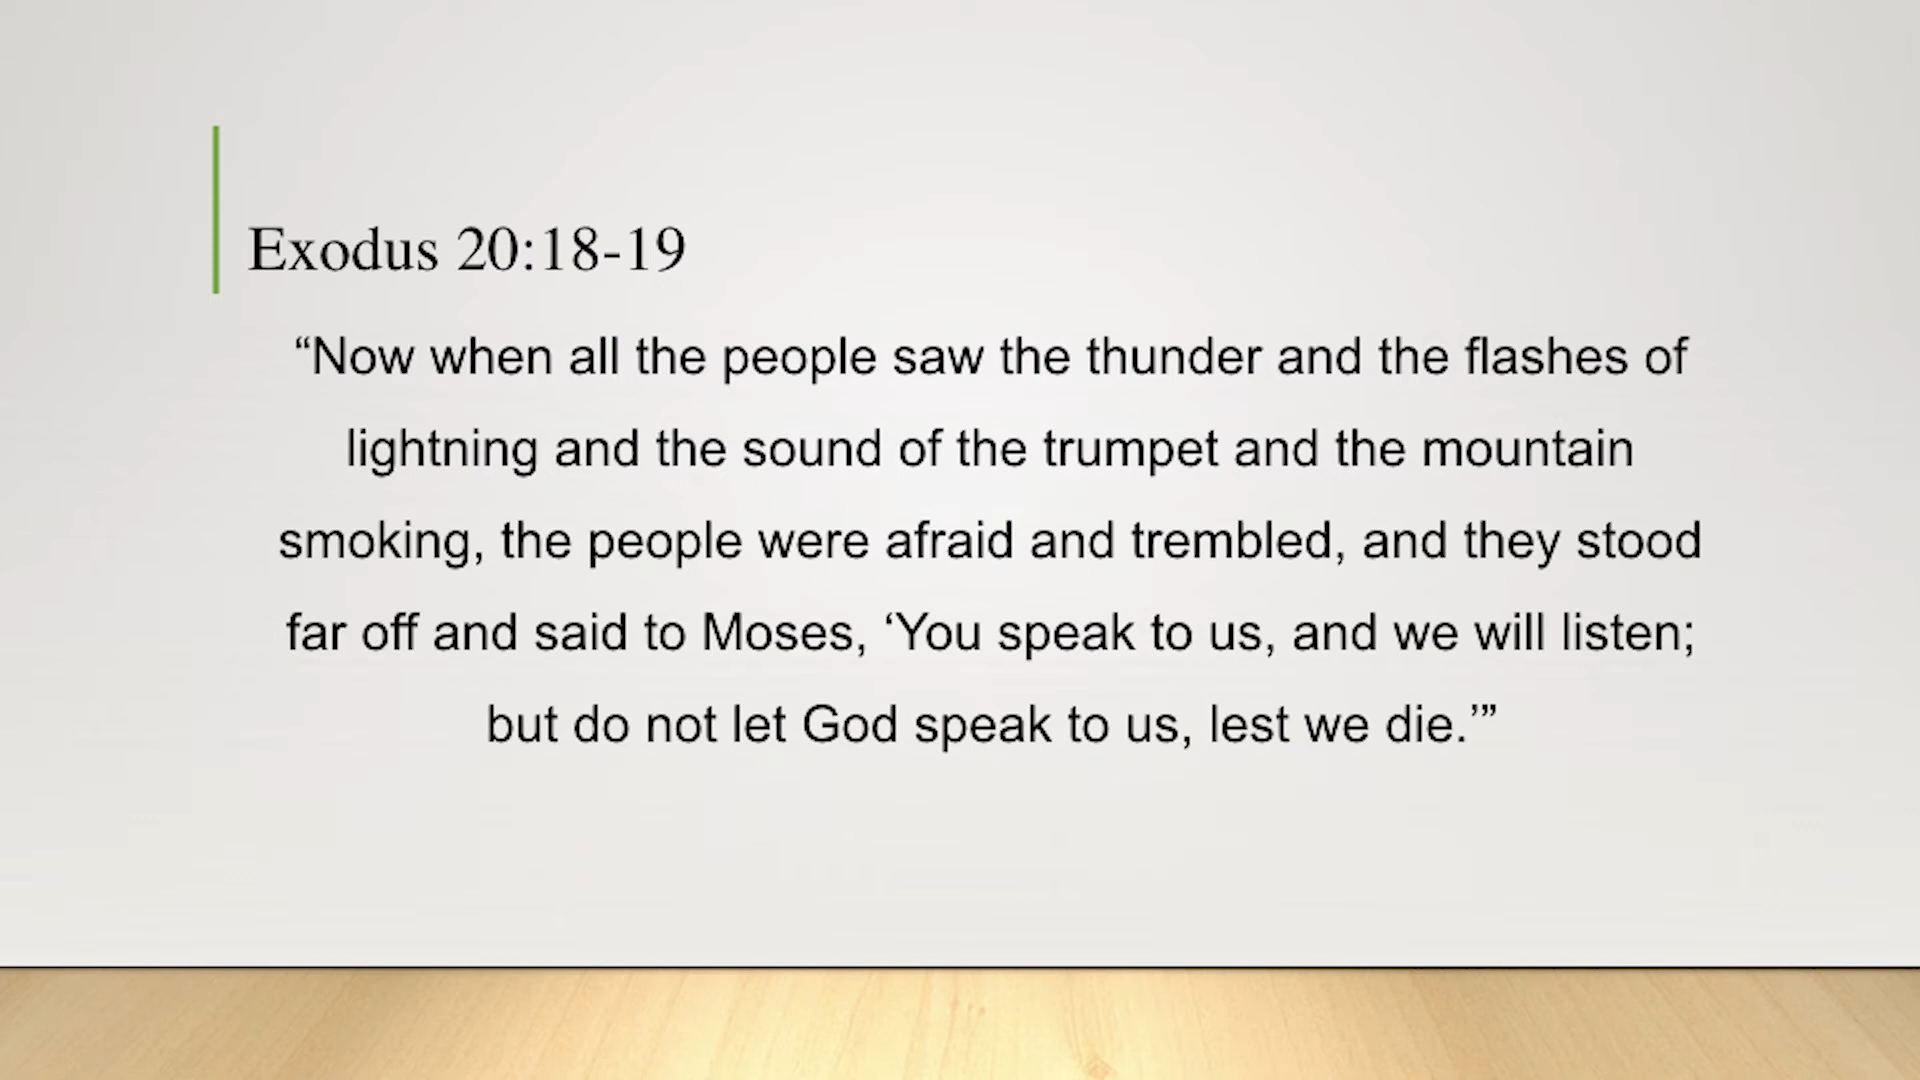 Exodus 20:18-19
“Now when all the people saw the thunder and the flashes of
lightning and the sound of the trumpet and the mountain
smoking, the people were afraid and trembled, and they stood
far off and said to Moses, ‘You speak to us, and we will listen;
but do not let God speak to us, lest we die.’”